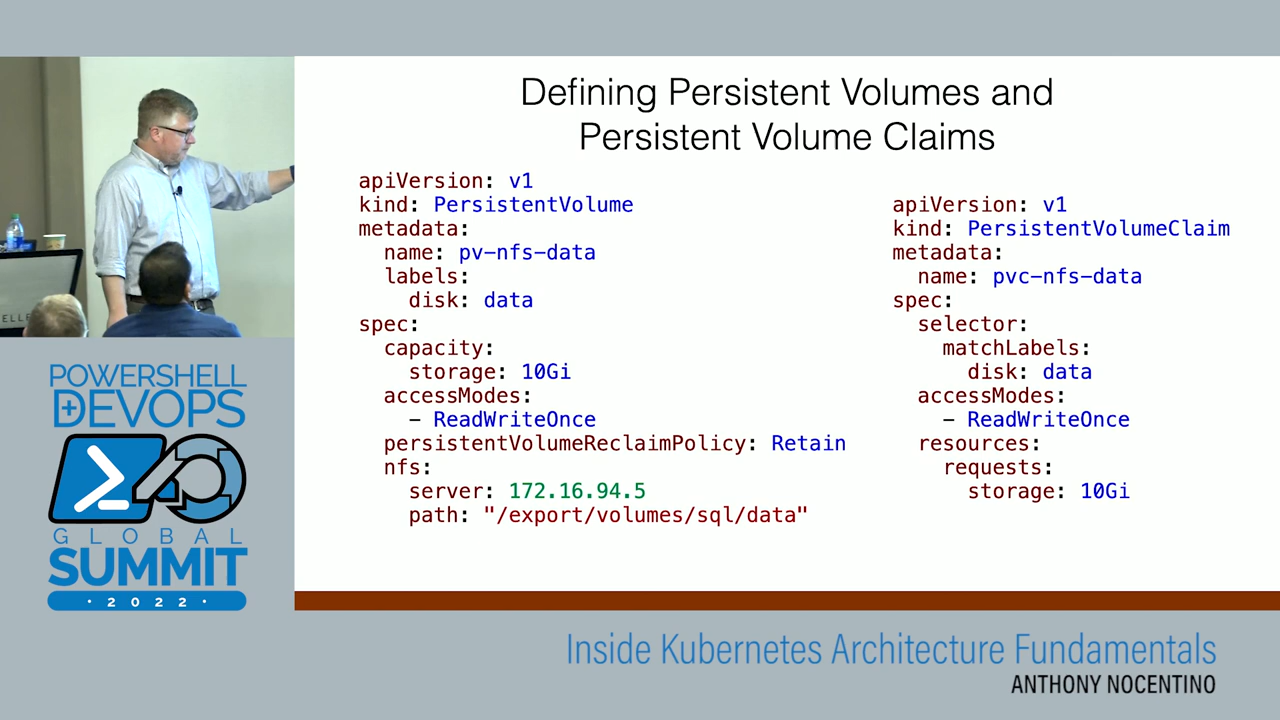 Defining Persistent Volumes and
Persistent Volume Claims
apiVersion: v1
kind: PersistentVolume
metadata:
  name: pv-nfs-data
  labels:
    disk: data
spec:
  capacity:
    storage: 10Gi
  accessModes:
    - ReadWriteOnce
  persistentVolumeReclaimPolicy: Retain
  nfs:
    server: 172.16.94.5
    path: "/export/volumes/sql/data"
apiVersion: v1
kind: PersistentVolumeClaim
metadata:
  name: pvc-nfs-data
spec:
  selector:
    matchLabels:
      disk: data
  accessModes:
    - ReadWriteOnce
  resources:
    requests:
      storage: 10Gi
POWERSHELL
DEVOPS
GLOBAL
SUMMIT
· 2022 ·
Inside Kubernetes Architecture Fundamentals
ANTHONY NOCENTINO